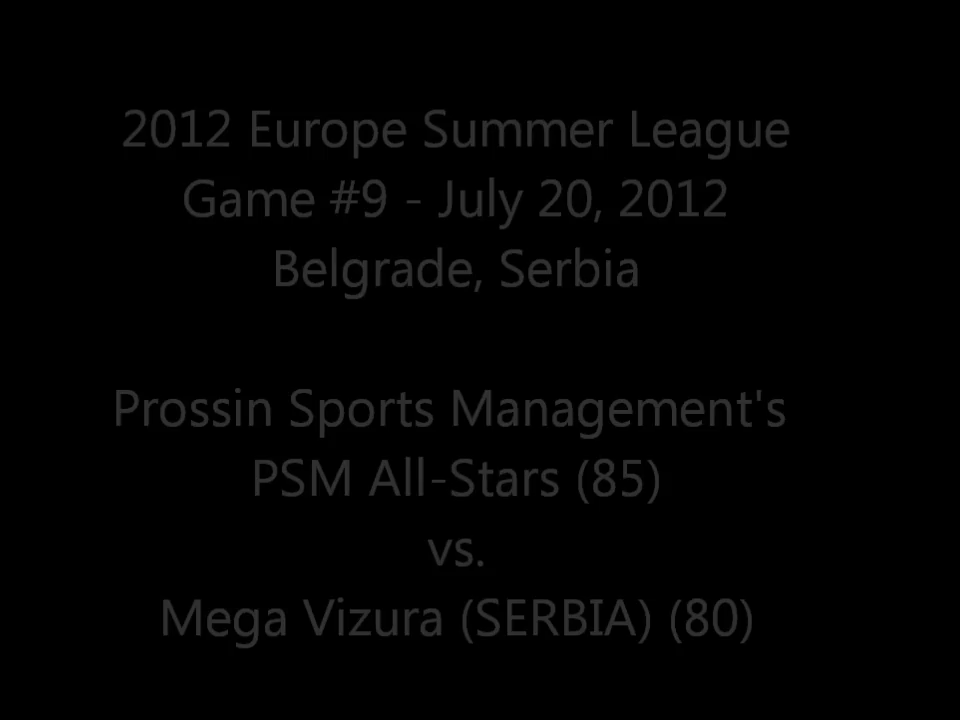 2012 Europe Summer League
Game #9 - July 20, 2012
Belgrade, Serbia
Prossin Sports Management's
PSM All-Stars (85)
vs.
Mega Vizura (SERBIA) (80)